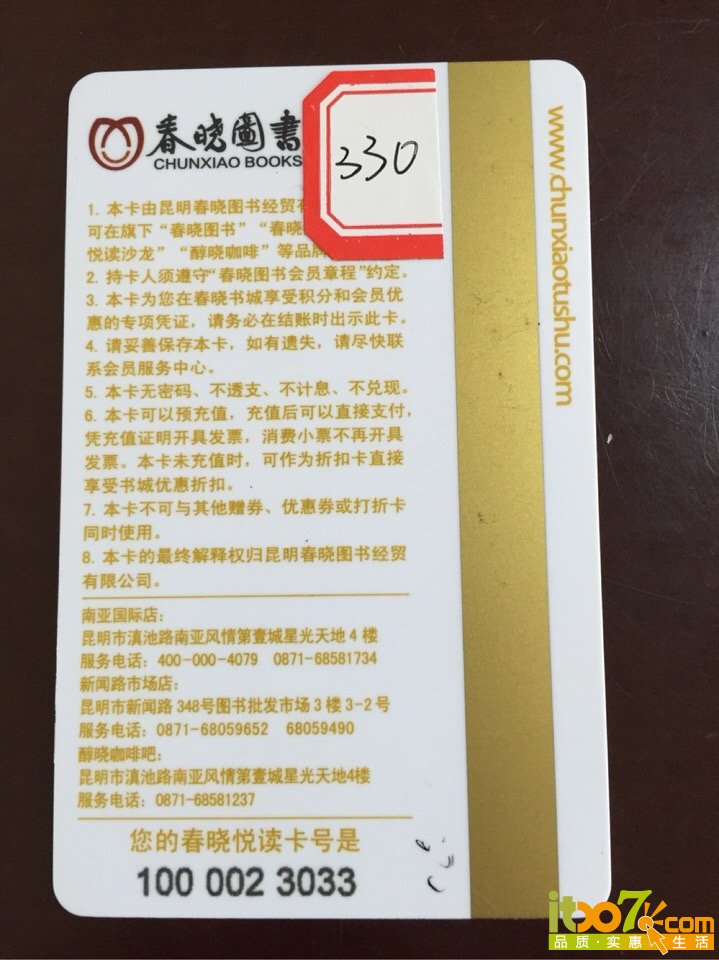 春晓圖書
CHUNXIAO BOOKS
330
1. 本卡由昆明春晓图书经贸
可在旗下“春晓图书”“春晓
悦读沙龙”“醇晓咖啡”等品牌
2. 持卡人须遵守“春晓图书会员章程”约定。
3. 本卡为您在春晓书城享受积分和会员优
惠的专项凭证，请务必在结账时出示此卡。
4. 请妥善保存本卡，如有遗失，请尽快联
系会员服务中心。
5. 本卡无密码、不透支、不计息、不兑现。
6. 本卡可以预充值，充值后可以直接支付，
凭充值证明开具发票，消费小票不再开具
发票。本卡未充值时，可作为折扣卡直接
享受书城优惠折扣。
7. 本卡不可与其他赠券、优惠券或打折卡
同时使用。
8. 本卡的最终解释权归昆明春晓图书经贸
有限公司。
南亚国际店：
昆明市滇池路南亚风情第壹城星光天地 4 楼
服务电话：400-000-4079 0871-68581734
新闻路市场店：
昆明市新闻路 348号图书批发市场 3 楼 3-2 号
服务电话：0871-68059652 68059490
醇晓咖啡吧：
昆明市滇池路南亚风情第壹城星光天地4楼
服务电话：0871-68581237
您的春晓悦读卡号是
100 002 3033
www.chunxiaotushu.com
itbo7.com
品质·实惠 生活